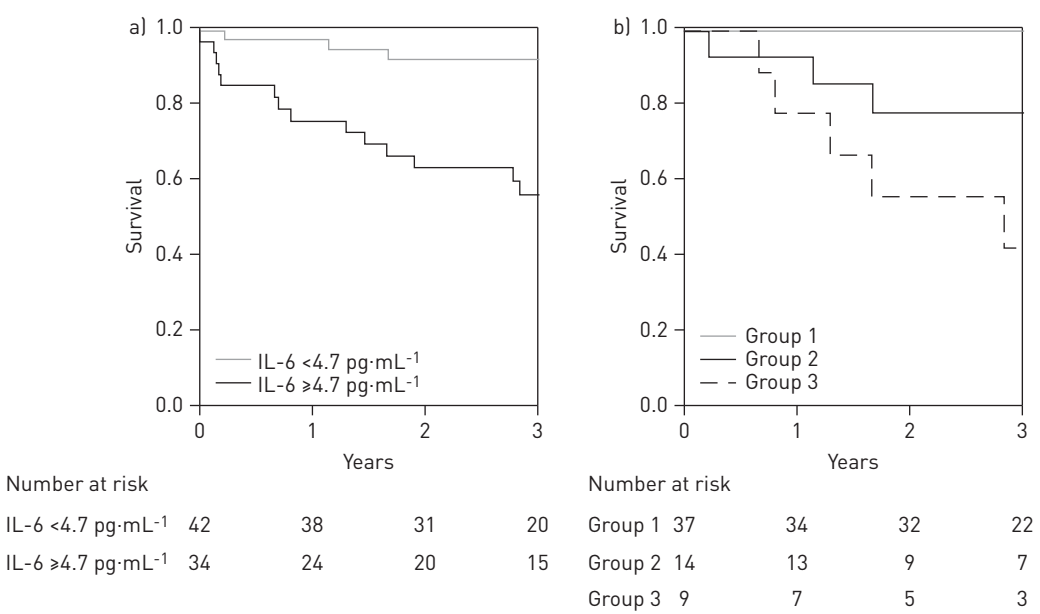 a)
1.0
0.8
0.6
0.4
0.2
0.0
Survival
IL-6 <4.7 pg·mL-1
IL-6 ≥4.7 pg·mL-1
0 1 2 3
Years
Number at risk
IL-6 <4.7 pg·mL-1 42 38 31 20
IL-6 ≥4.7 pg·mL-1 34 24 20 15
b)
1.0
0.8
0.6
0.4
0.2
0.0
Survival
Group 1
Group 2
Group 3
0 1 2 3
Years
Number at risk
Group 1 37 34 32 22
Group 2 14 13 9 7
Group 3 9 7 5 3